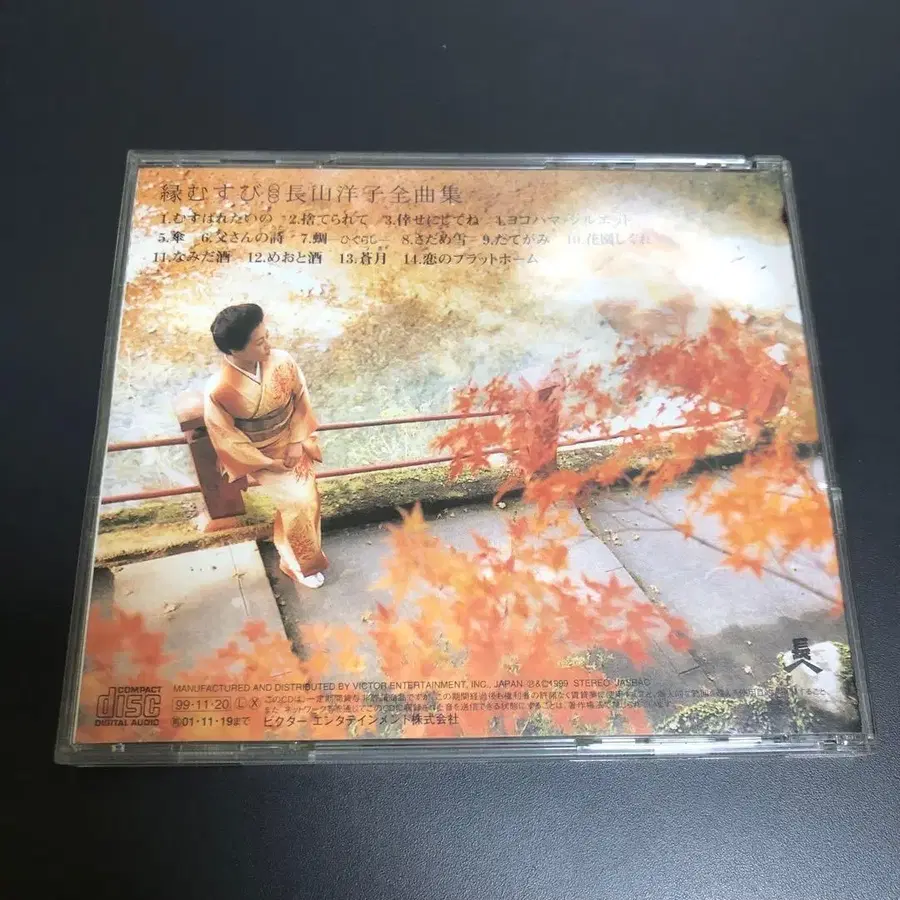 縁むすび 長山洋子全曲集
1.むすばれたいの 2.捨てられて 3.倖せにしてね 4.ヨコハマ・シルエット
5.傘 6.父さんの詩 7.蜩 ―ひぐらし― 8.さだめ雪 9.たてがみ 10.花園しぐれ
11.なみだ酒 12.めおと酒 13.蒼月 14.恋のプラットホーム
長
COMPACT
disc
DIGITAL AUDIO
MANUFACTURED AND DISTRIBUTED BY VICTOR ENTERTAINMENT, INC., JAPAN ℗&©1999 STEREO JASRAC
99・11・20 L X
01・11・19まで
ビクター エンタテインメント株式会社